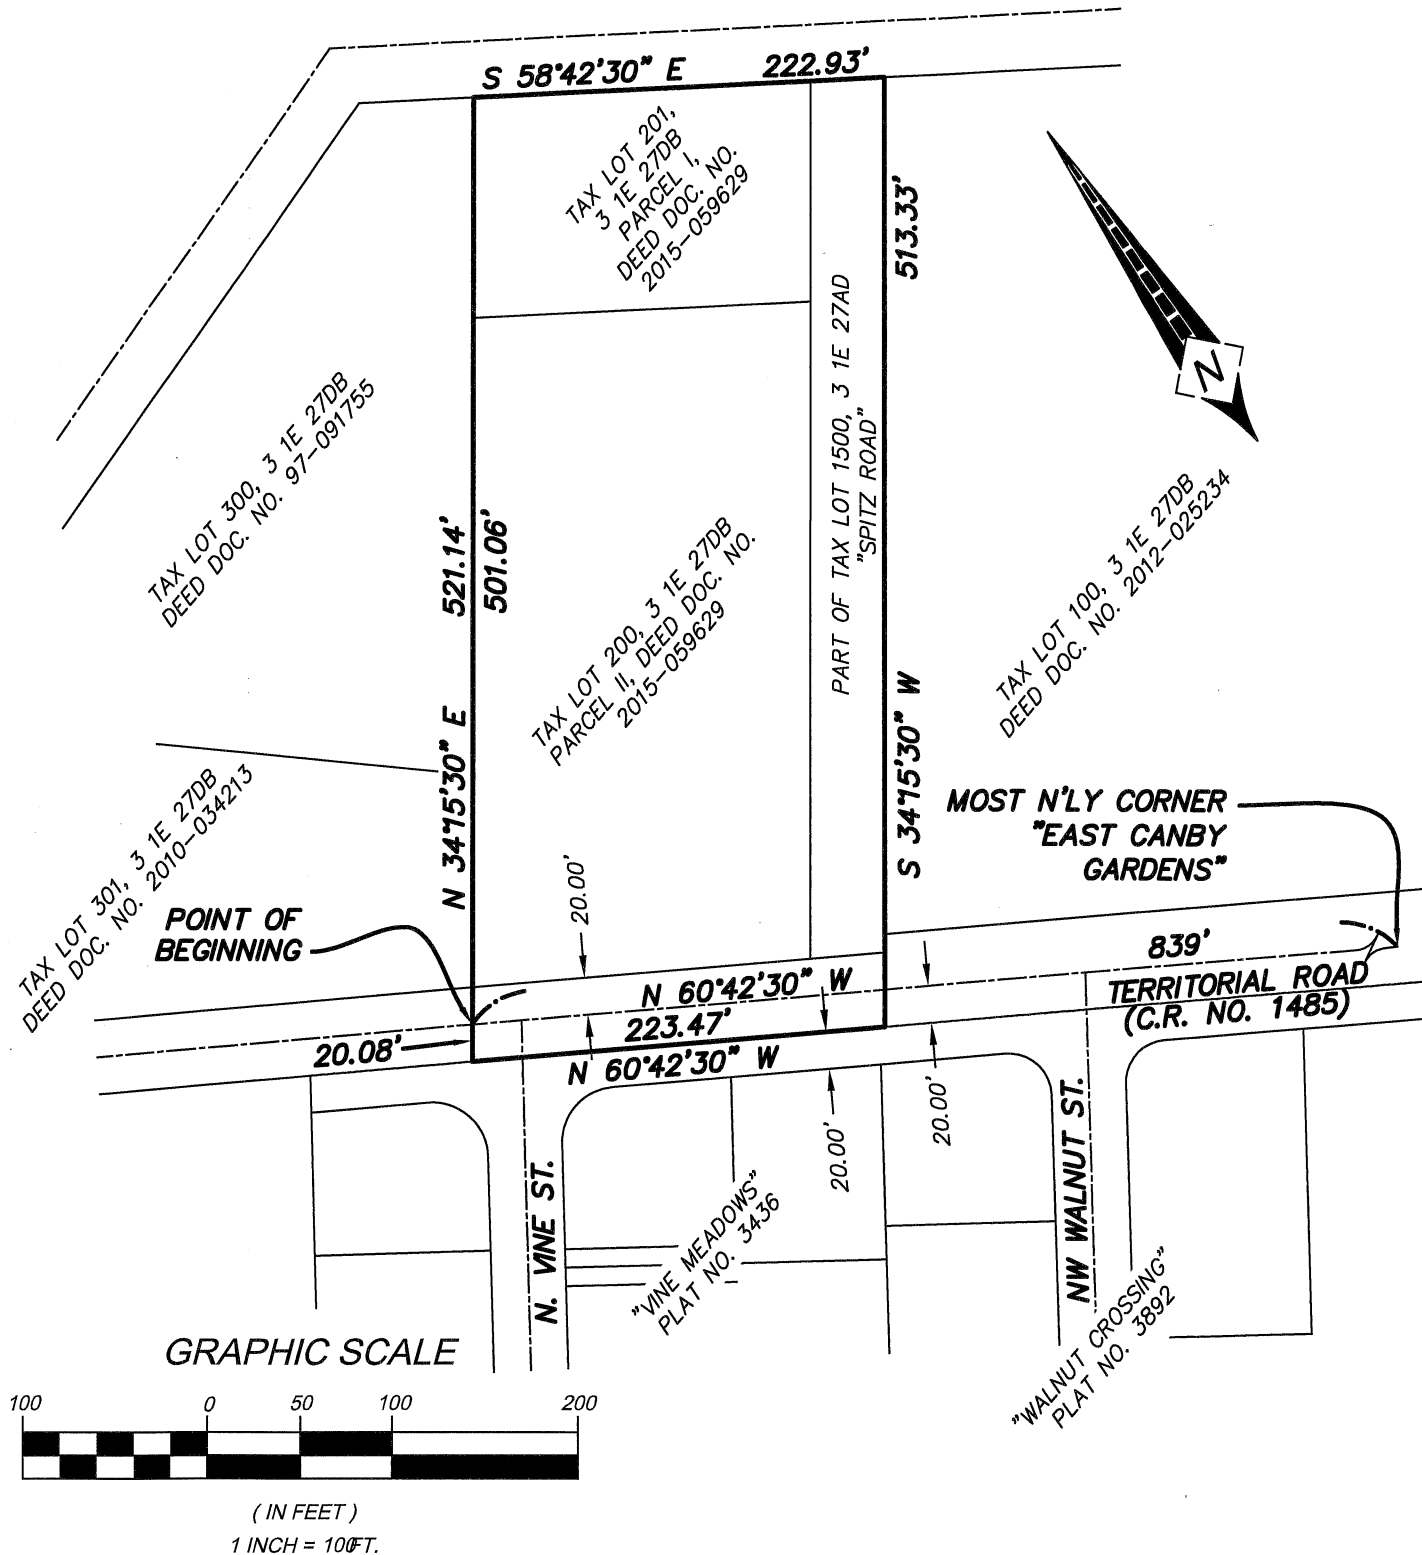 S 58°42'30" E 222.93'
TAX LOT 201,
3 1E 27DB
PARCEL I,
DEED DOC. NO.
2015-059629
513.33'
PART OF TAX LOT 1500, 3 1E 27AD
"SPITZ ROAD"
N
TAX LOT 300, 3 1E 27DB
DEED DOC. NO. 97-091755
N 34°15'30" E 521.14'
501.06'
TAX LOT 200, 3 1E 27DB
PARCEL II, DEED DOC. NO.
2015-059629
TAX LOT 100, 3 1E 27DB
DEED DOC. NO. 2012-025234
S 34°15'30" W
TAX LOT 301, 3 1E 27DB
DEED DOC. NO. 2010-034213
MOST N'LY CORNER
"EAST CANBY
GARDENS"
POINT OF
BEGINNING
20.00'
839'
N 60°42'30" W
223.47'
TERRITORIAL ROAD
(C.R. NO. 1485)
20.08'
N 60°42'30" W
20.00'
20.00'
N. VINE ST.
NW WALNUT ST.
"VINE MEADOWS"
PLAT NO. 3436
"WALNUT CROSSING"
PLAT NO. 3892
GRAPHIC SCALE
100 0 50 100 200
( IN FEET )
1 INCH = 100FT.